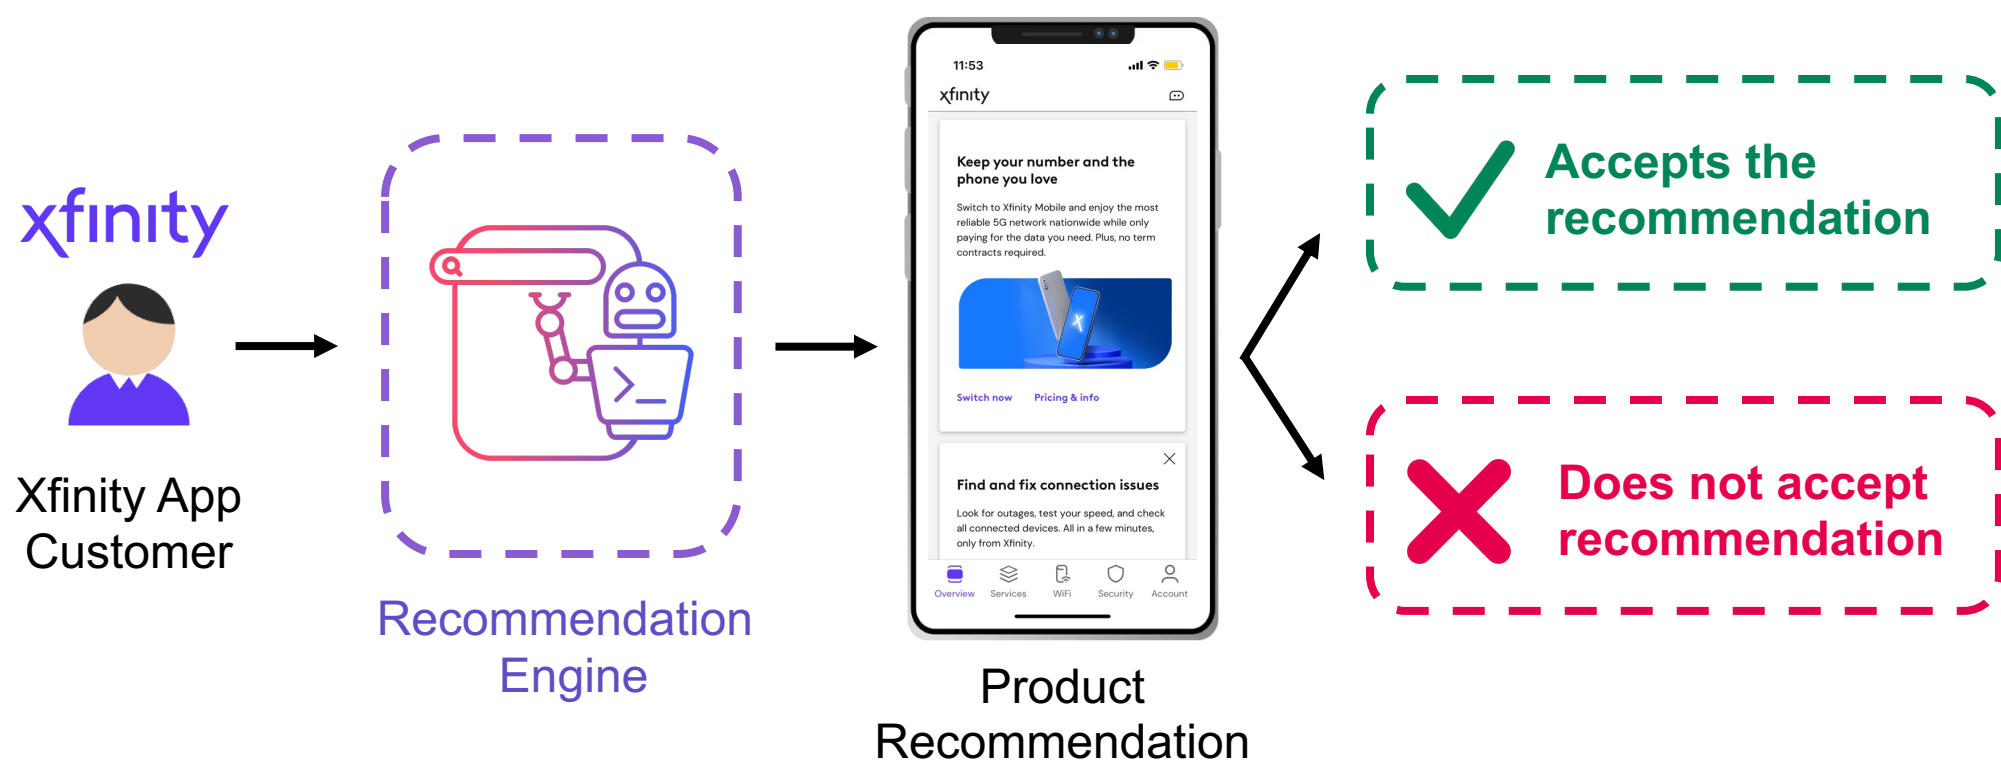 xfinity
Xfinity App
Customer
Recommendation
Engine
11:53
xfinity
Keep your number and the
phone you love
Switch to Xfinity Mobile and enjoy the most
reliable 5G network nationwide while only
paying for the data you need. Plus, no term
contracts required.
Switch now Pricing & info
Find and fix connection issues
Look for outages, test your speed, and check
all connected devices. All in a few minutes,
only from Xfinity.
Overview Services WiFi Security Account
Product
Recommendation
Accepts the
recommendation
Does not accept
recommendation